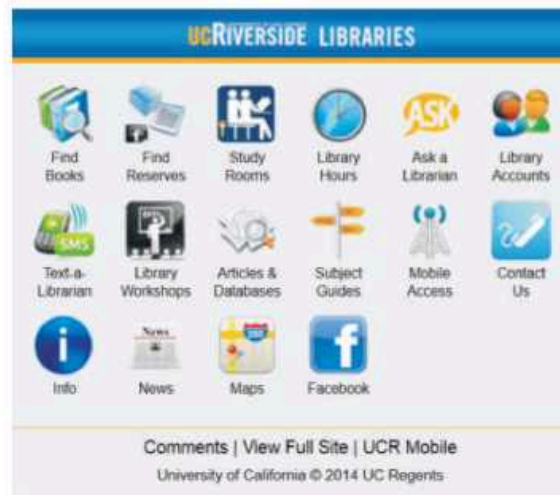 UCRIVERSIDE LIBRARIES
ASK
Find
Books
Find
Reserves
Study
Rooms
Library
Hours
Ask a
Librarian
Library
Accounts
SMS
Text-a-
Librarian
Library
Workshops
Articles &
Databases
Subject
Guides
Mobile
Access
Contact
Us
i
News
f
Info
News
Maps
Facebook
Comments | View Full Site | UCR Mobile
University of California © 2014 UC Regents